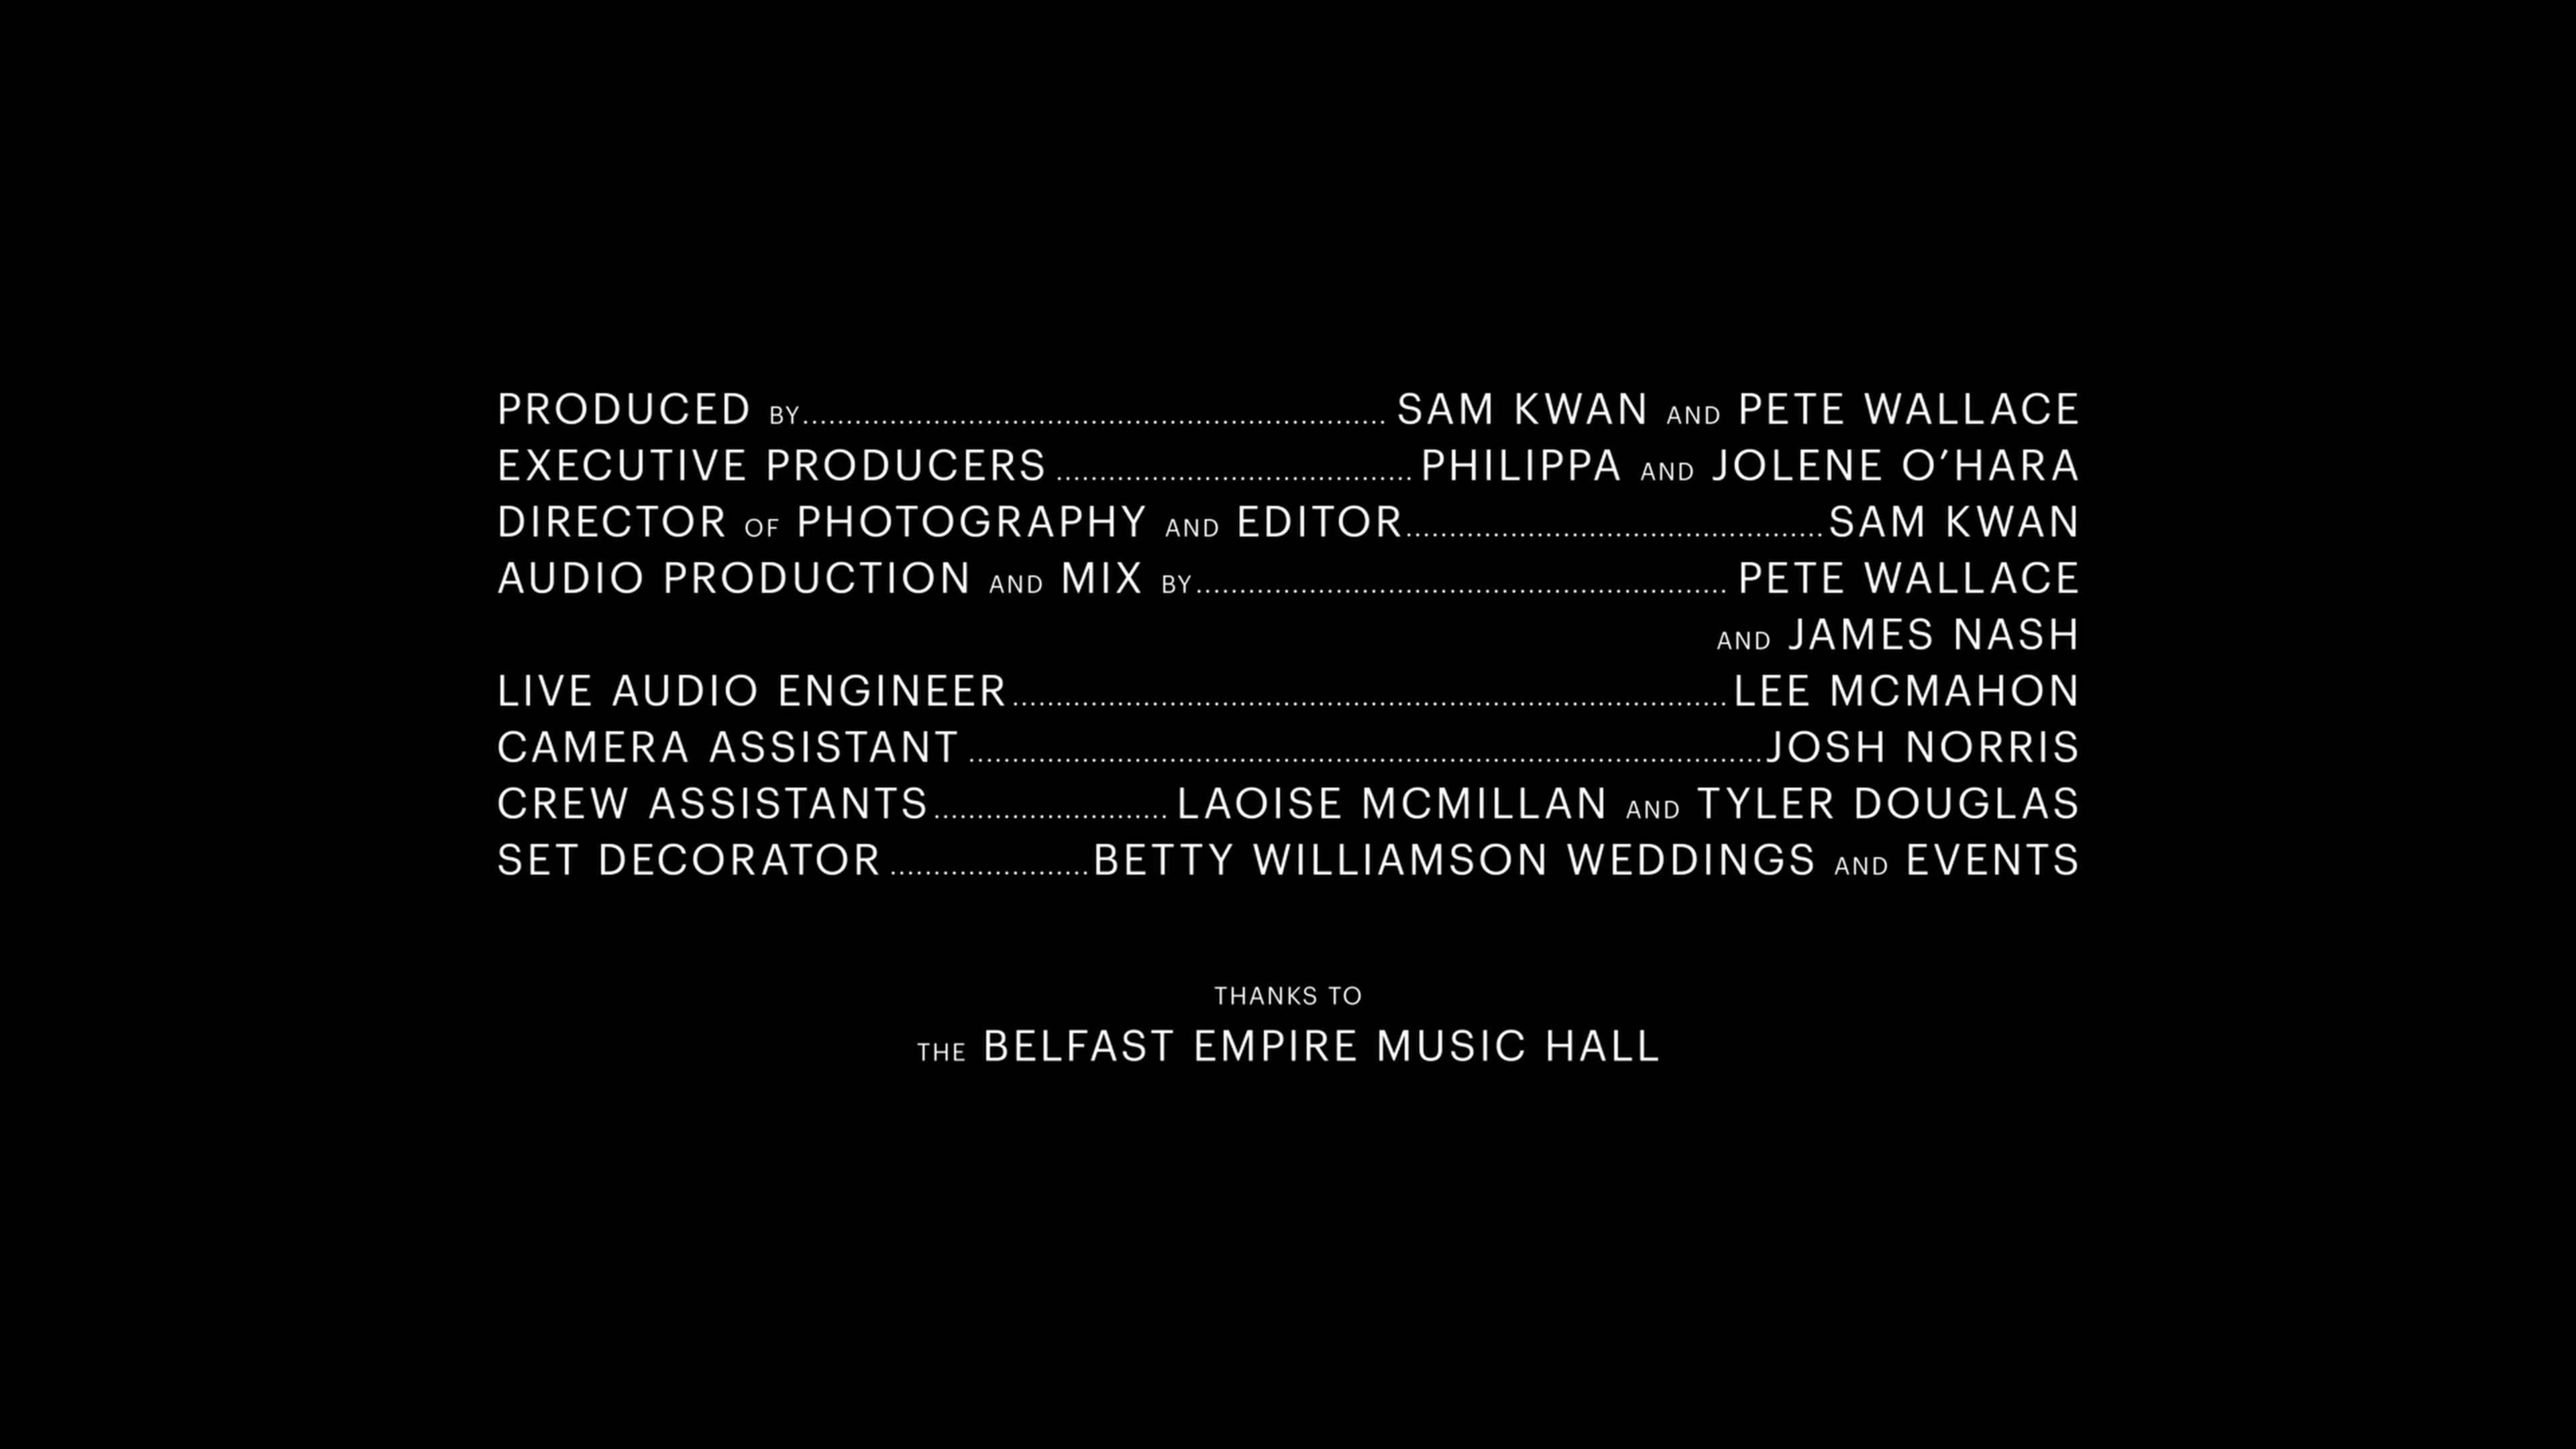 PRODUCED BY............................................................ SAM KWAN AND PETE WALLACE
EXECUTIVE PRODUCERS..................................... PHILIPPA AND JOLENE O’HARA
DIRECTOR OF PHOTOGRAPHY AND EDITOR...........................................SAM KWAN
AUDIO PRODUCTION AND MIX BY....................................................... PETE WALLACE
AND JAMES NASH
LIVE AUDIO ENGINEER..........................................................................LEE MCMAHON
CAMERA ASSISTANT..................................................................................JOSH NORRIS
CREW ASSISTANTS........................ LAOISE MCMILLAN AND TYLER DOUGLAS
SET DECORATOR.....................BETTY WILLIAMSON WEDDINGS AND EVENTS
THANKS TO
THE BELFAST EMPIRE MUSIC HALL